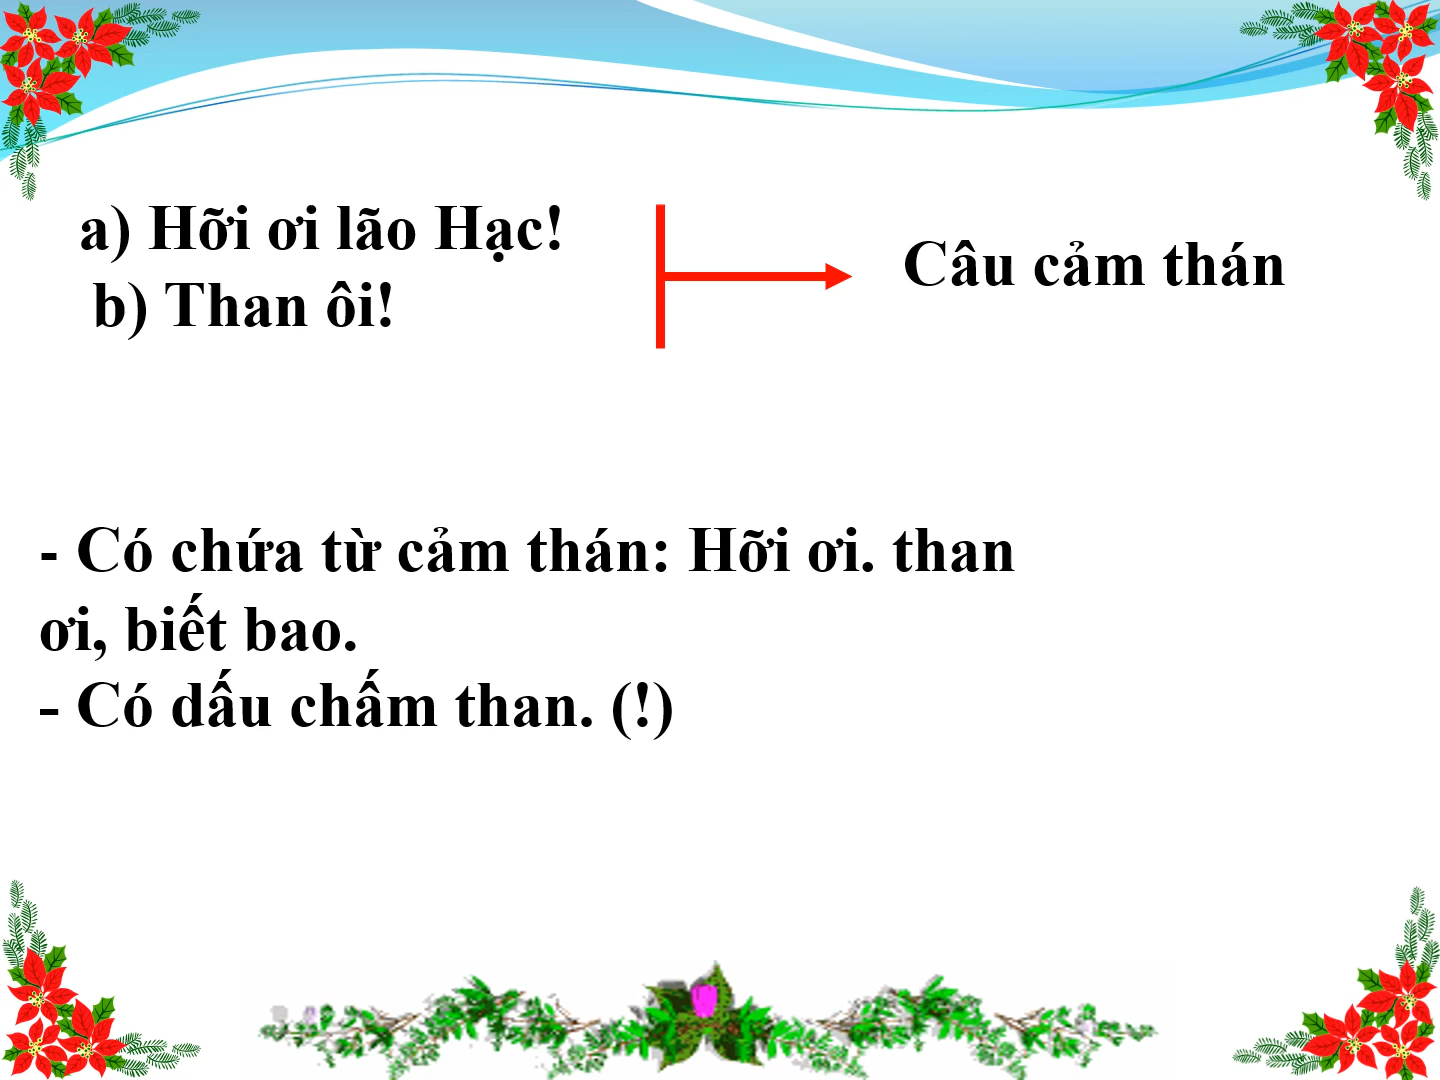 a) Hỡi ơi lão Hạc!
b) Than ôi!
Câu cảm thán
- Có chứa từ cảm thán: Hỡi ơi. than
ơi, biết bao.
- Có dấu chấm than. (!)